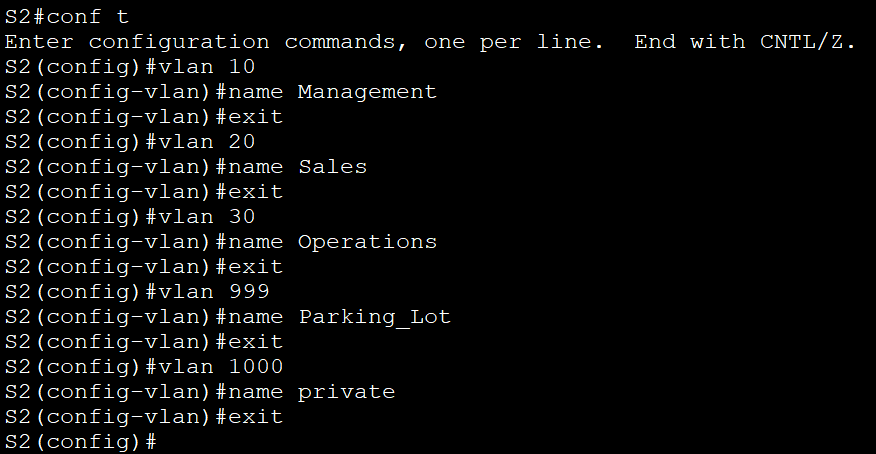 S2#conf t
Enter configuration commands, one per line.  End with CNTL/Z.
S2(config)#vlan 10
S2(config-vlan)#name Management
S2(config-vlan)#exit
S2(config)#vlan 20
S2(config-vlan)#name Sales
S2(config-vlan)#exit
S2(config)#vlan 30
S2(config-vlan)#name Operations
S2(config-vlan)#exit
S2(config)#vlan 999
S2(config-vlan)#name Parking_Lot
S2(config-vlan)#exit
S2(config)#vlan 1000
S2(config-vlan)#name private
S2(config-vlan)#exit
S2(config)#